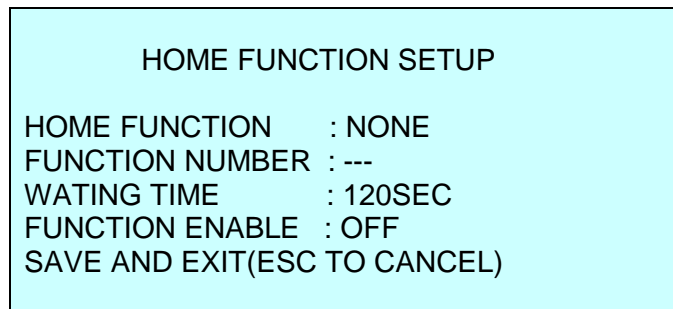 HOME FUNCTION SETUP
HOME FUNCTION : NONE
FUNCTION NUMBER : ---
WATING TIME : 120SEC
FUNCTION ENABLE : OFF
SAVE AND EXIT(ESC TO CANCEL)